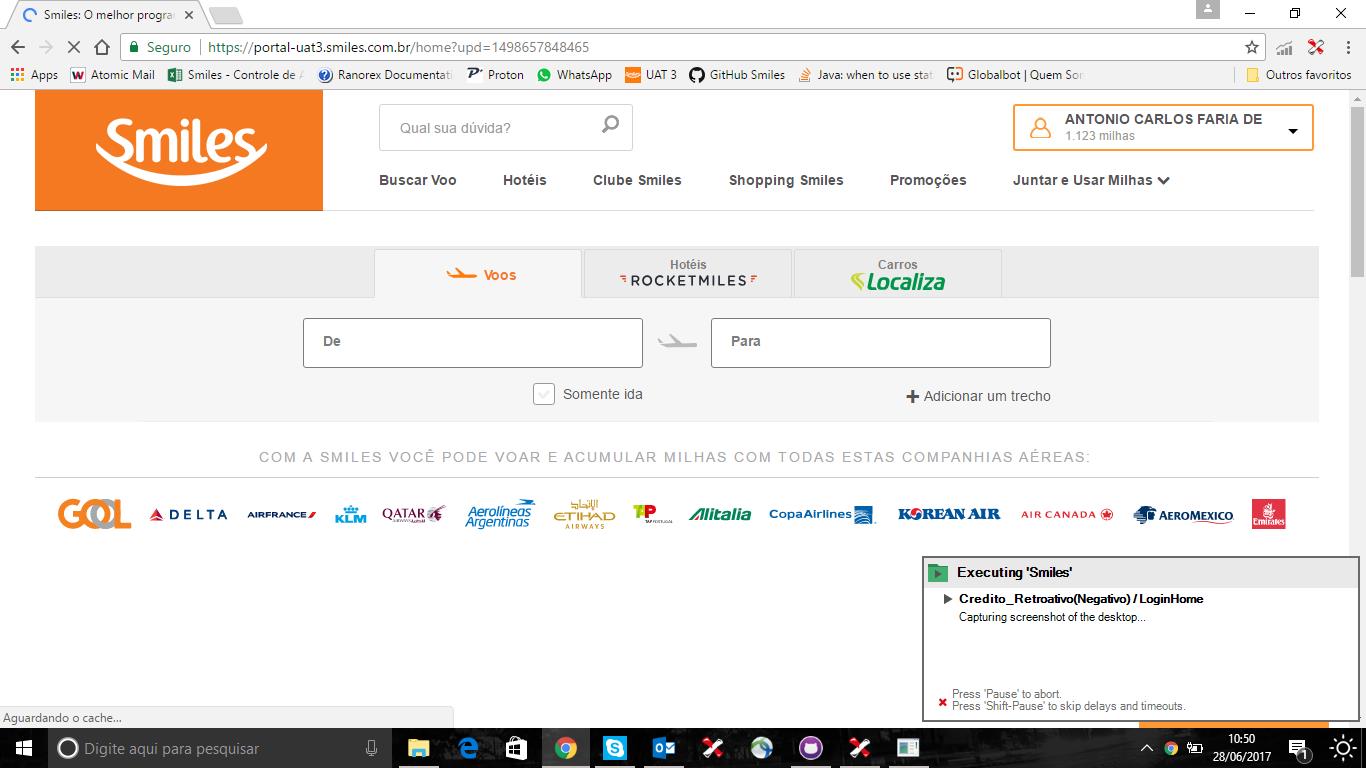 Smiles: O melhor progra
Seguro
https://portal-uat3.smiles.com.br/home?upd=1498657848465
Apps
Atomic Mail
Smiles - Controle de A
Ranorex Documentati
Proton
WhatsApp
UAT 3
GitHub Smiles
Java: when to use stat
Globalbot | Quem Son
Outros favoritos
Smiles
Qual sua dúvida?
ANTONIO CARLOS FARIA DE
1.123 milhas
Buscar Voo
Hotéis
Clube Smiles
Shopping Smiles
Promoções
Juntar e Usar Milhas
Voos
Hotéis
ROCKETMILES
Carros
Localiza
De
Para
Somente ida
Adicionar um trecho
COM A SMILES VOCÊ PODE VOAR E ACUMULAR MILHAS COM TODAS ESTAS COMPANHIAS AÉREAS:
GOL
DELTA
AIRFRANCE
KLM
QATAR
AIRWAYS
Aerolíneas
Argentinas
ETIHAD
AIRWAYS
TAP
TAP PORTUGAL
Alitalia
CopaAirlines
KOREAN AIR
AIR CANADA
AEROMEXICO
Emirates
Executing 'Smiles'
Credito_Retroativo(Negativo) / LoginHome
Capturing screenshot of the desktop...
Press 'Pause' to abort.
Press 'Shift-Pause' to skip delays and timeouts.
Aguardando o cache...
Digite aqui para pesquisar
10:50
28/06/2017
1